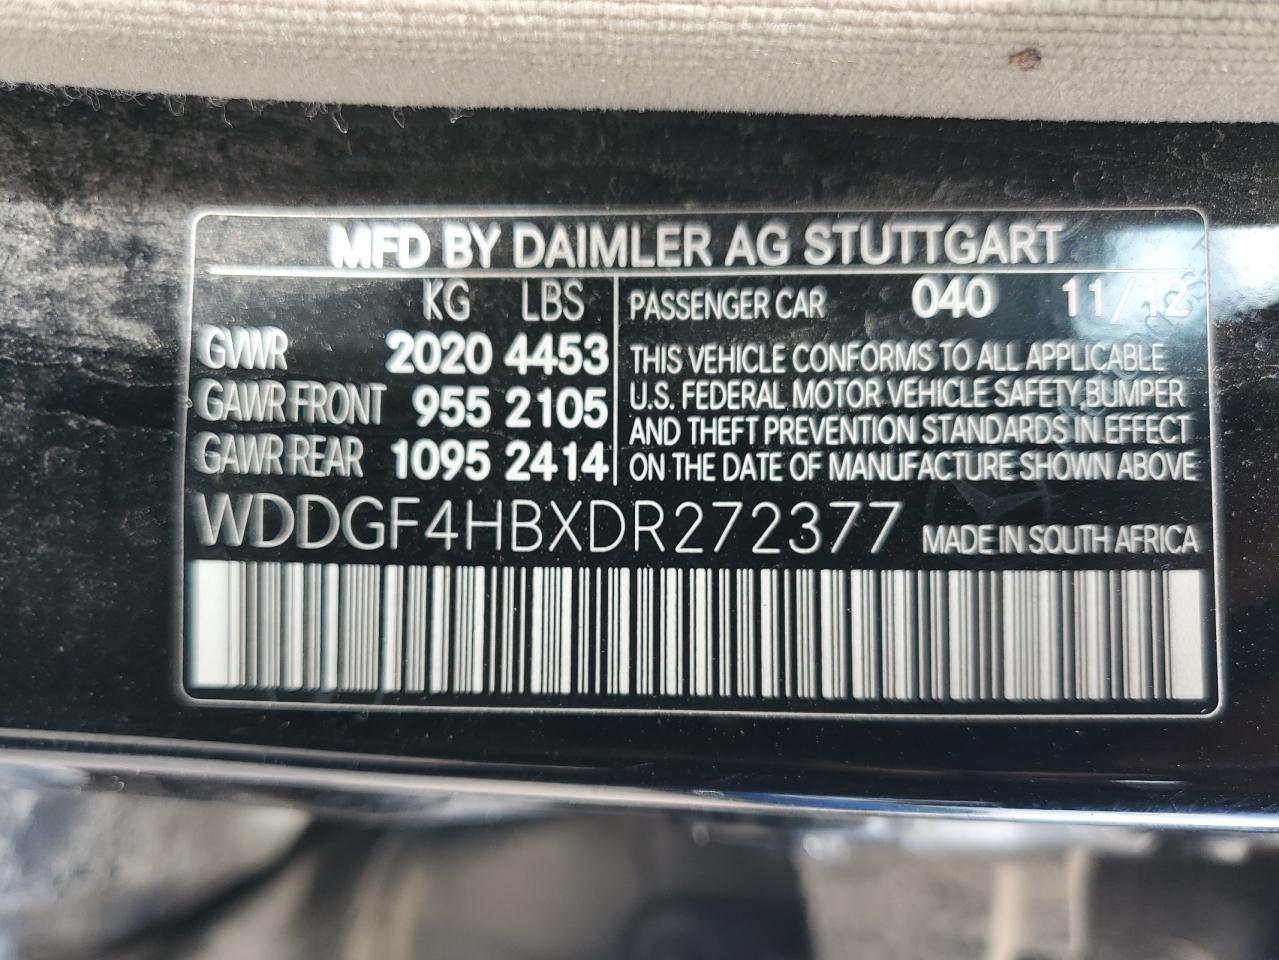 MFD BY DAIMLER AG STUTTGART
KG LBS
GVWR 2020 4453
GAWR FRONT 955 2105
GAWR REAR 1095 2414
PASSENGER CAR 040 11/12
THIS VEHICLE CONFORMS TO ALL APPLICABLE
U.S. FEDERAL MOTOR VEHICLE SAFETY, BUMPER
AND THEFT PREVENTION STANDARDS IN EFFECT
ON THE DATE OF MANUFACTURE SHOWN ABOVE
WDDGF4HBXDR272377 MADE IN SOUTH AFRICA